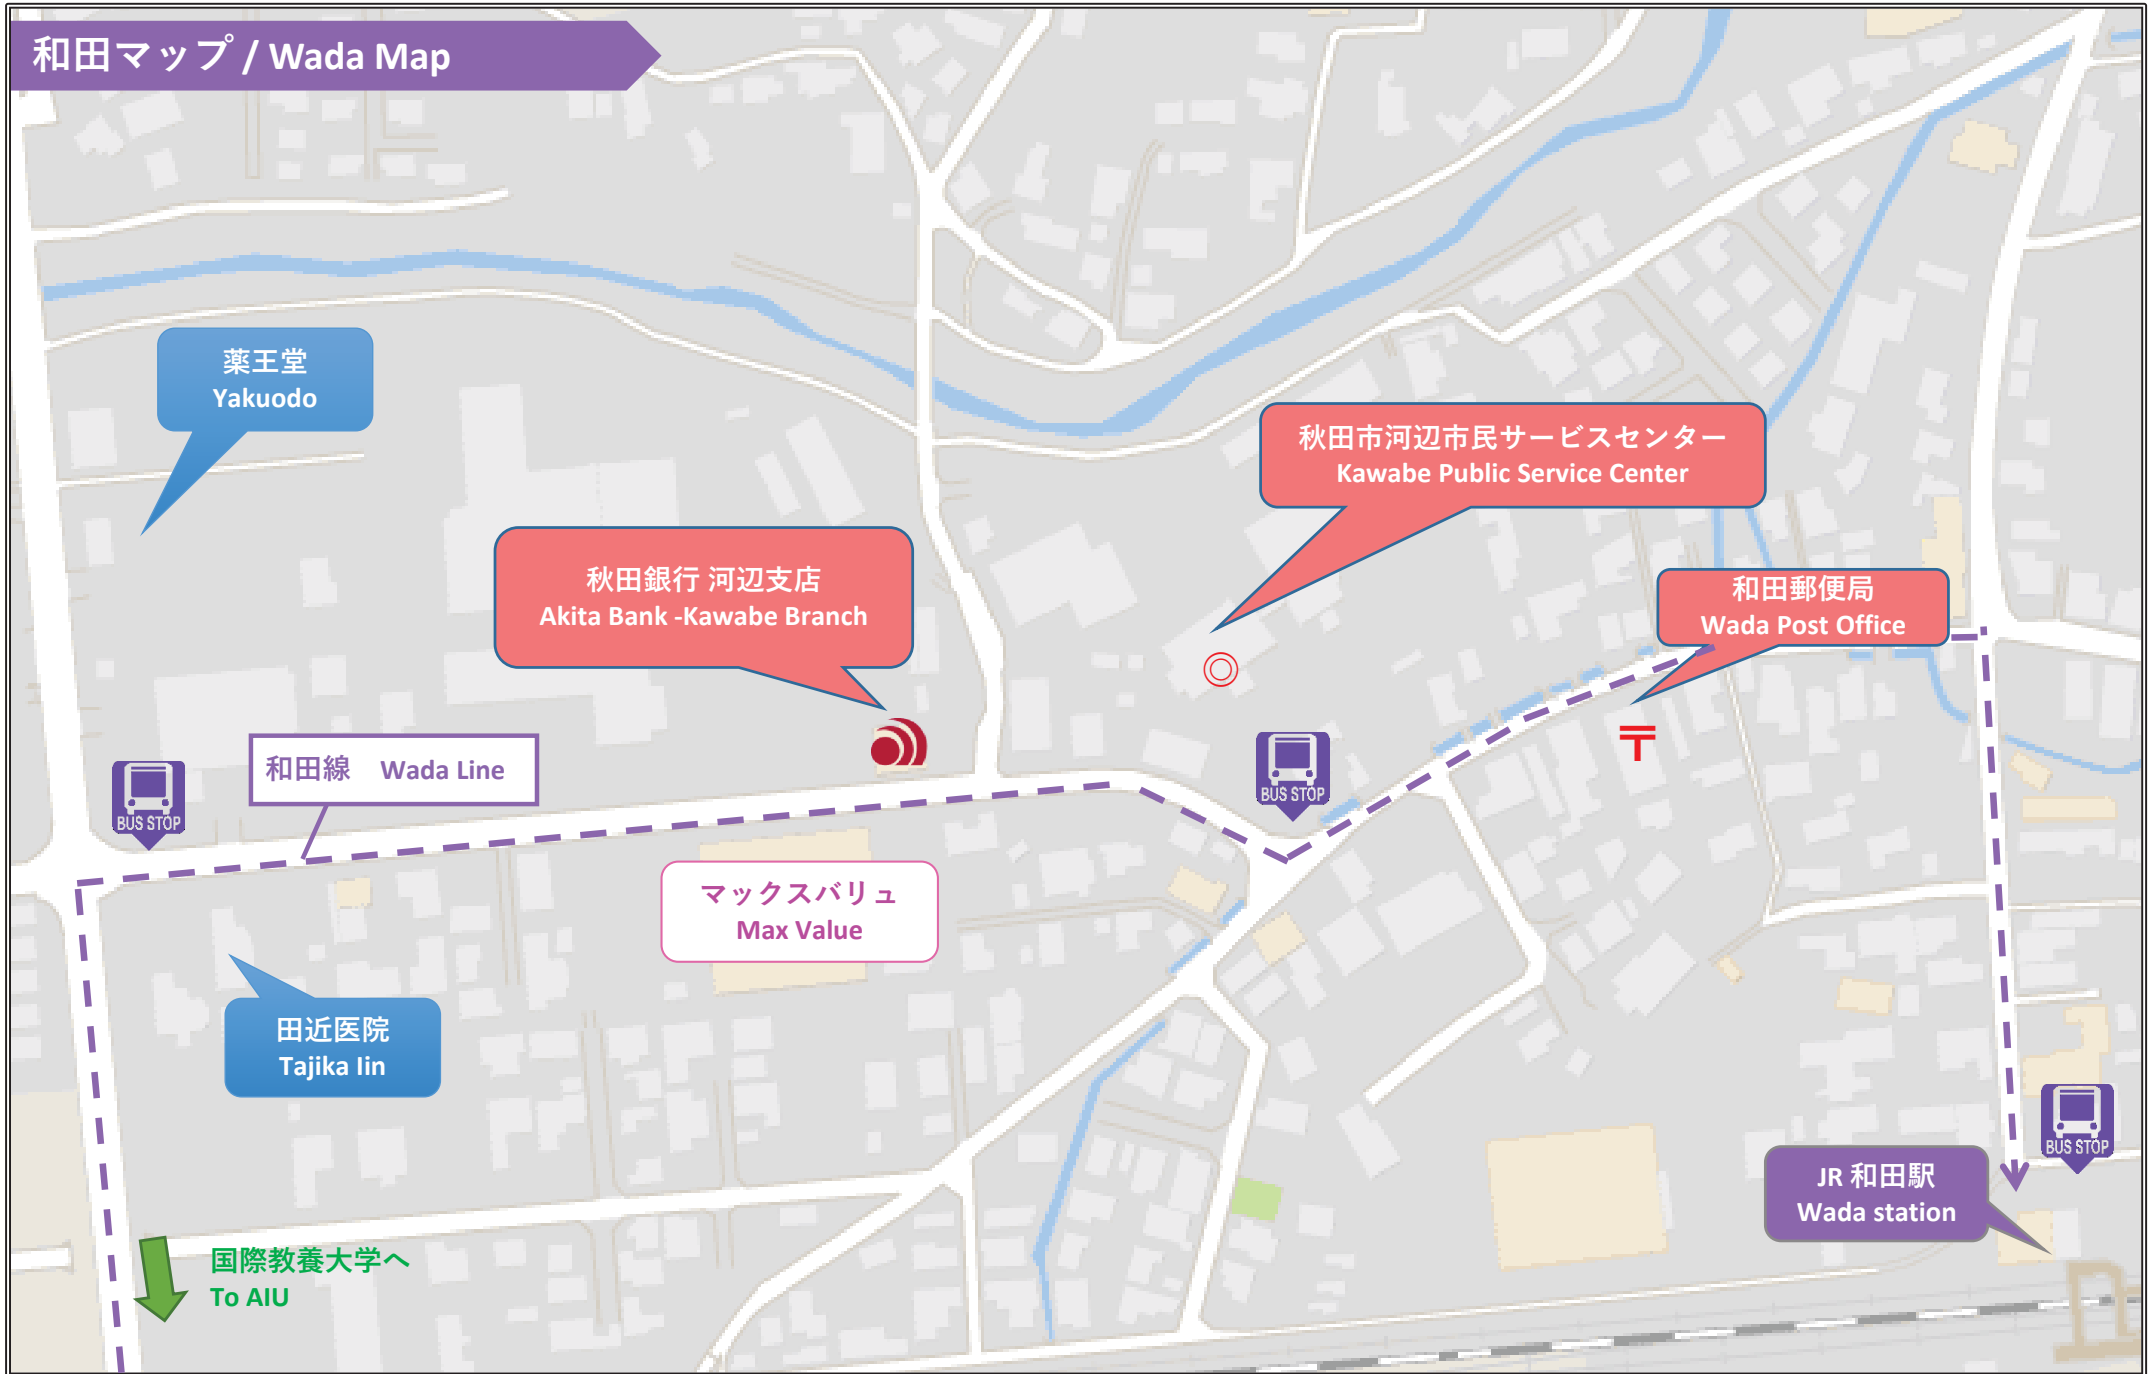 和田マップ / Wada Map
薬王堂
Yakuodo
秋田市河辺市民サービスセンター
Kawabe Public Service Center
秋田銀行 河辺支店
Akita Bank -Kawabe Branch
和田郵便局
Wada Post Office
〒
和田線 Wada Line
BUS STOP
BUS STOP
マックスバリュ
Max Value
田近医院
Tajika Iin
BUS STOP
JR 和田駅
Wada station
国際教養大学へ
To AIU